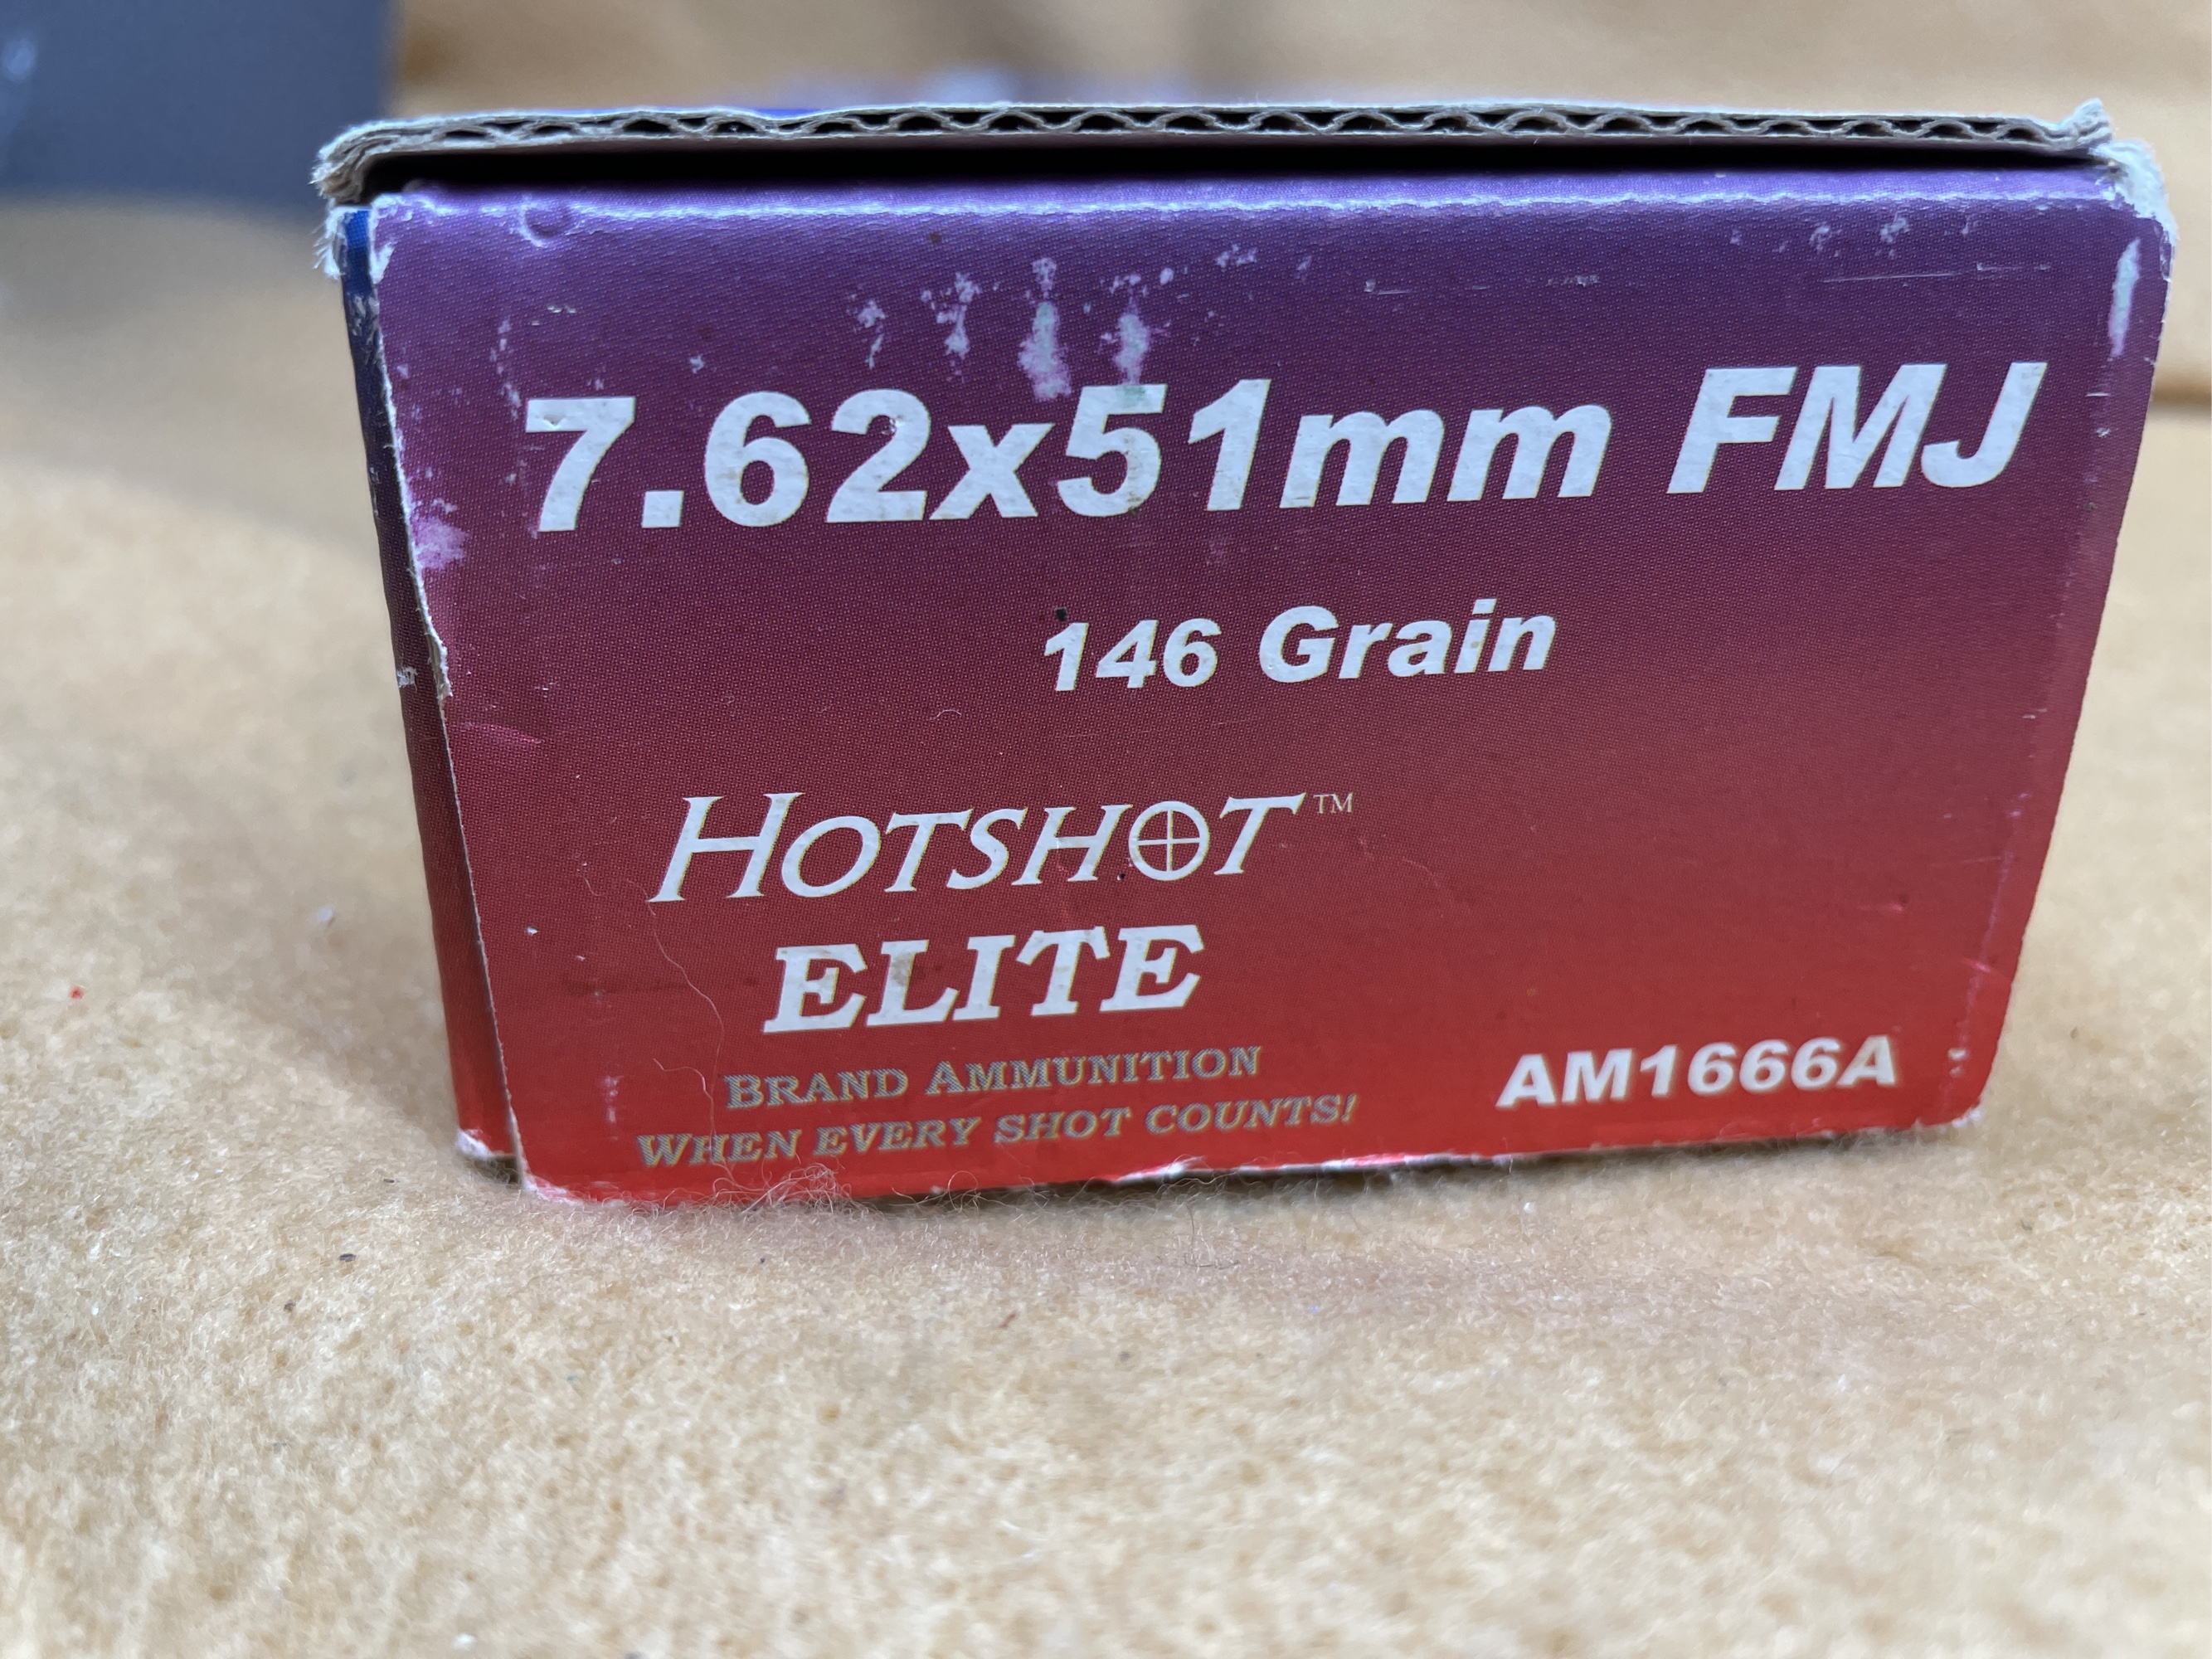 7.62x51mm FMJ
146 Grain
HOTSHOT™
ELITE
BRAND AMMUNITION
WHEN EVERY SHOT COUNTS!
AM1666A